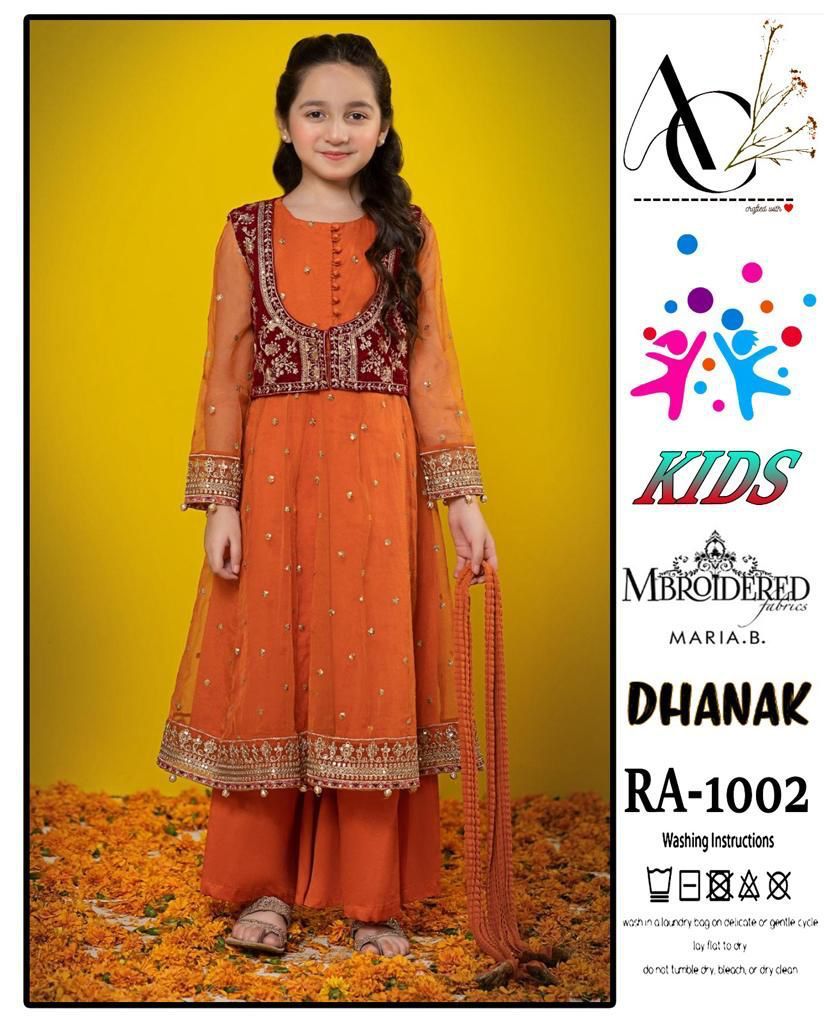 AC
crafted with
KIDS
MBROIDERED
fabrics
MARIA.B.
DHANAK
RA-1002
Washing Instructions
wash in a laundry bag on delicate or gentle cycle
lay flat to dry
do not tumble dry, bleach, or dry clean